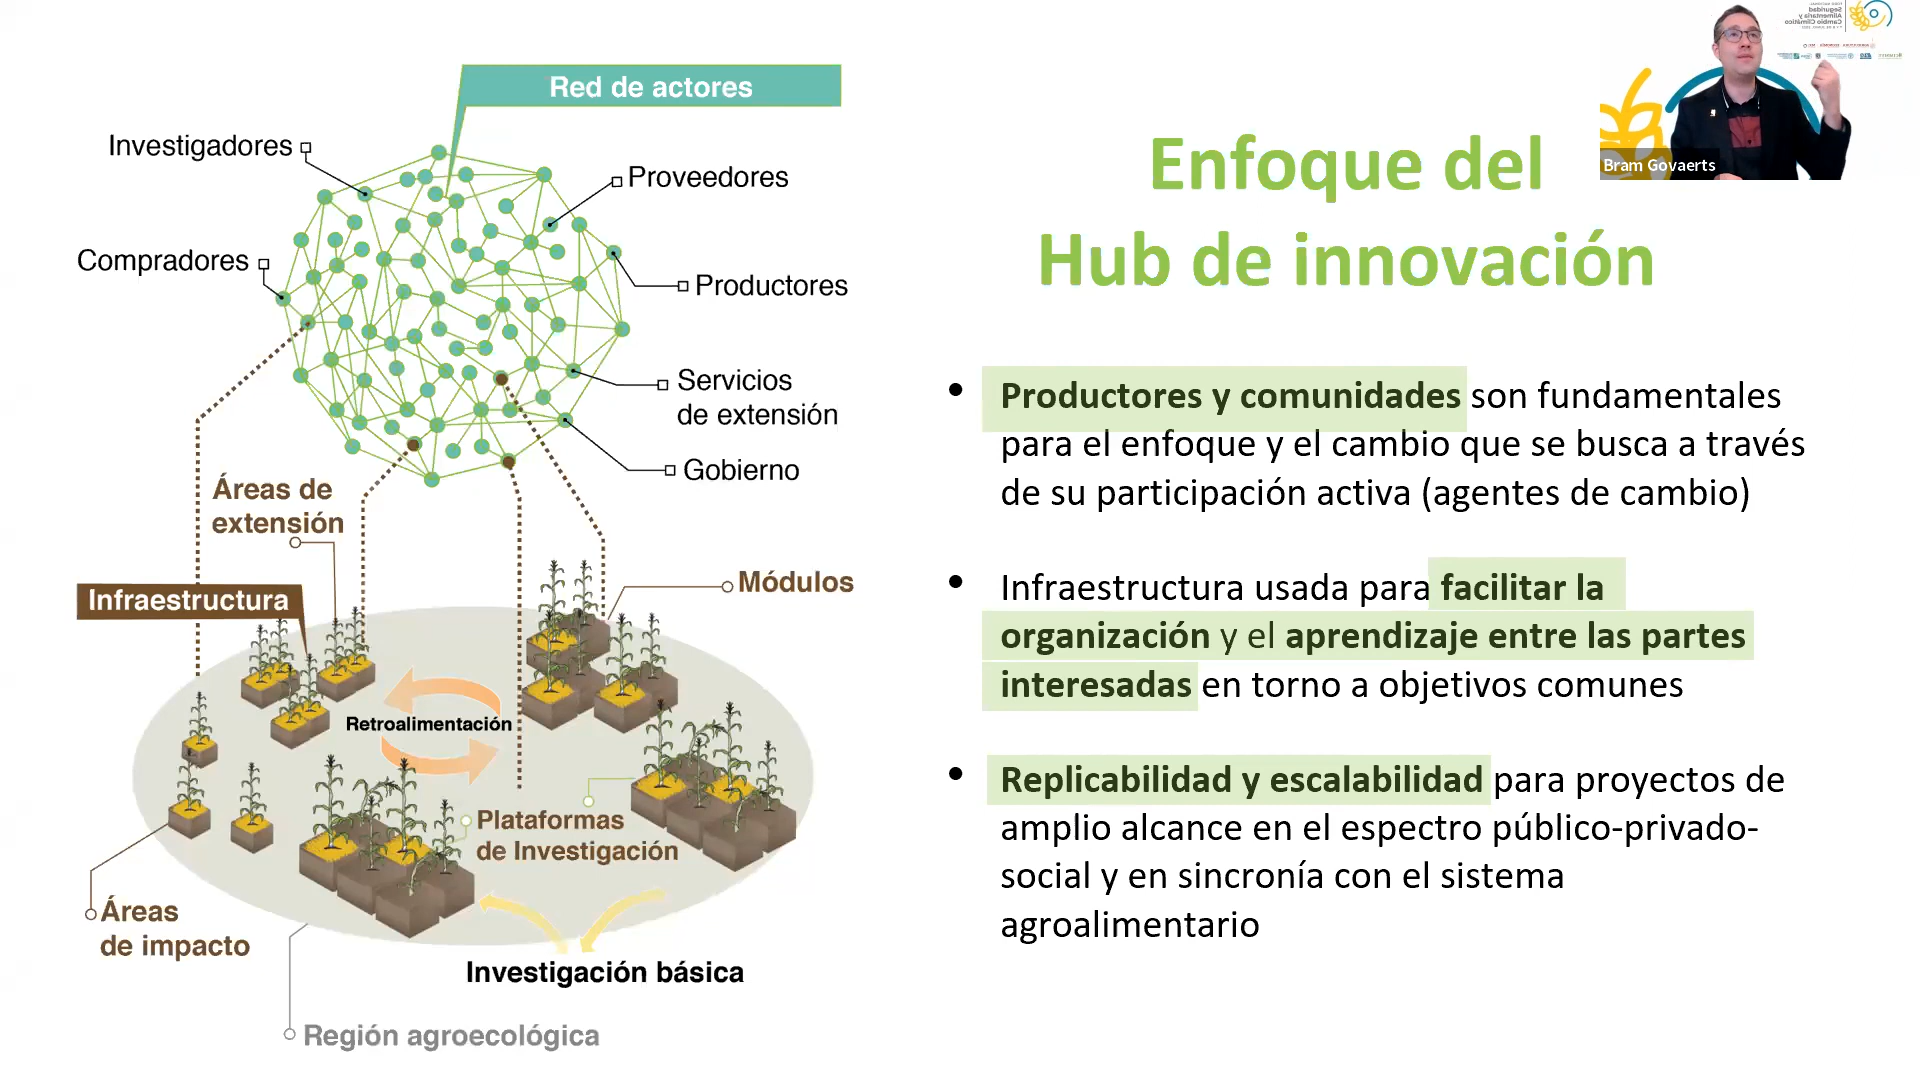 Red de actores
Investigadores
Proveedores
Compradores
Productores
Servicios
de extensión
Gobierno
Áreas de
extensión
Infraestructura
Módulos
Retroalimentación
Plataformas
de Investigación
Áreas
de impacto
Investigación básica
Región agroecológica
Enfoque del
Hub de innovación
• Productores y comunidades son fundamentales
para el enfoque y el cambio que se busca a través
de su participación activa (agentes de cambio)
• Infraestructura usada para facilitar la
organización y el aprendizaje entre las partes
interesadas en torno a objetivos comunes
• Replicabilidad y escalabilidad para proyectos de
amplio alcance en el espectro público-privado-
social y en sincronía con el sistema
agroalimentario
Seguridad
Alimentaria y
Cambio Climático
Bram Govaerts